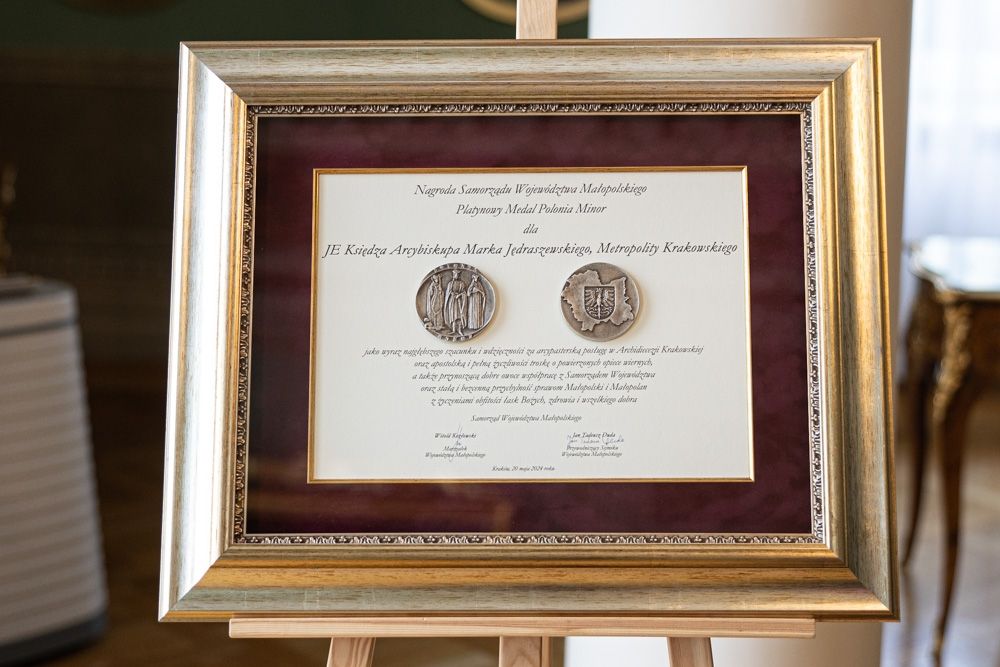 Nagroda Samorządu Województwa Małopolskiego
Platynowy Medal Polonia Minor
dla
JE Księdza Arcybiskupa Marka Jędraszewskiego, Metropolity Krakowskiego
jako wyraz najgłębszego szacunku i wdzięczności za arcypasterską posługę w Archidiecezji Krakowskiej
oraz apostolską i pełną życzliwości troskę o powierzonych opiece wiernych,
a także przynoszącą dobre owoce współpracę z Samorządem Województwa
oraz stałą i bezcenną przychylność sprawom Małopolski i Małopolan
z życzeniami obfitości łask Bożych, zdrowia i wszelkiego dobra
Samorząd Województwa Małopolskiego
Witold Kozłowski
Marszałek
Województwa Małopolskiego
Jan Tadeusz Duda
Przewodniczący Sejmiku
Województwa Małopolskiego
Kraków, 20 maja 2024 roku